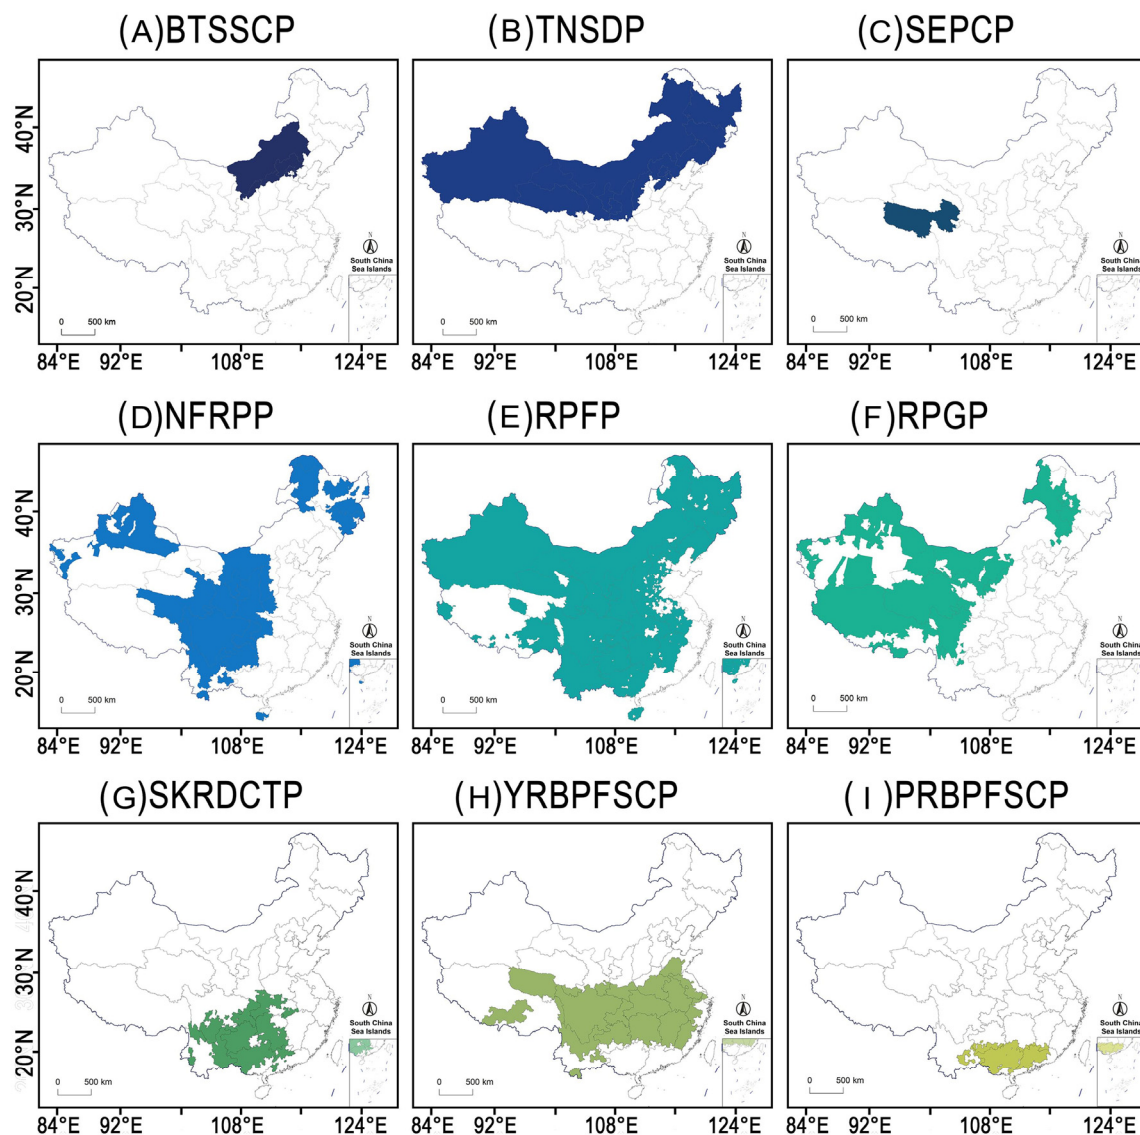 (A)BTSSCP
(B)TNSDP
(C)SEPCP
40°N
30°N
20°N
N
South China
Sea Islands
0 500 km
N
South China
Sea Islands
0 500 km
N
South China
Sea Islands
0 500 km
84°E 92°E 108°E 124°E
84°E 92°E 108°E 124°E
84°E 92°E 108°E 124°E
(D)NFRPP
(E)RPFP
(F)RPGP
40°N
30°N
20°N
N
South China
Sea Islands
0 500 km
N
South China
Sea Islands
0 500 km
N
South China
Sea Islands
0 500 km
84°E 92°E 108°E 124°E
84°E 92°E 108°E 124°E
84°E 92°E 108°E 124°E
(G)SKRDCTP
(H)YRBPFSCP
(I)PRBPFSCP
40°N
30°N
20°N
N
South China
Sea Islands
0 500 km
N
South China
Sea Islands
0 500 km
N
South China
Sea Islands
0 500 km
84°E 92°E 108°E 124°E
84°E 92°E 108°E 124°E
84°E 92°E 108°E 124°E